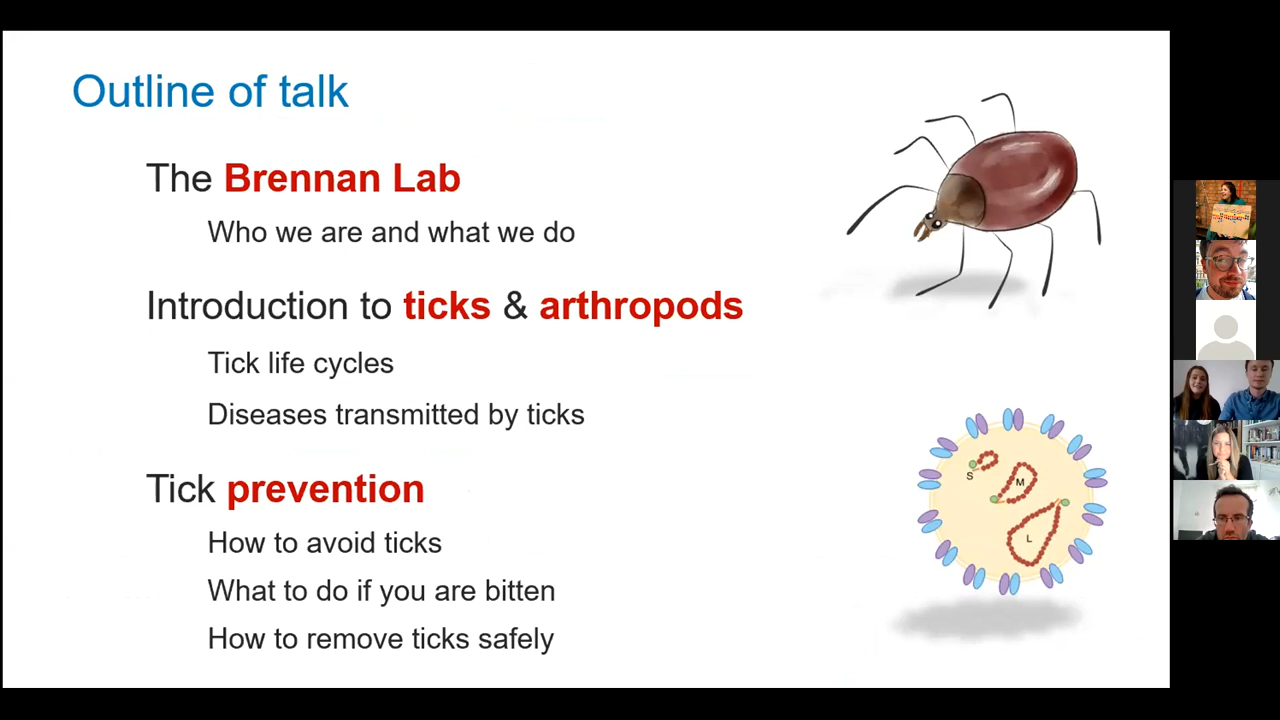 Outline of talk
The Brennan Lab
Who we are and what we do
Introduction to ticks & arthropods
Tick life cycles
Diseases transmitted by ticks
Tick prevention
How to avoid ticks
What to do if you are bitten
How to remove ticks safely
S
M
L